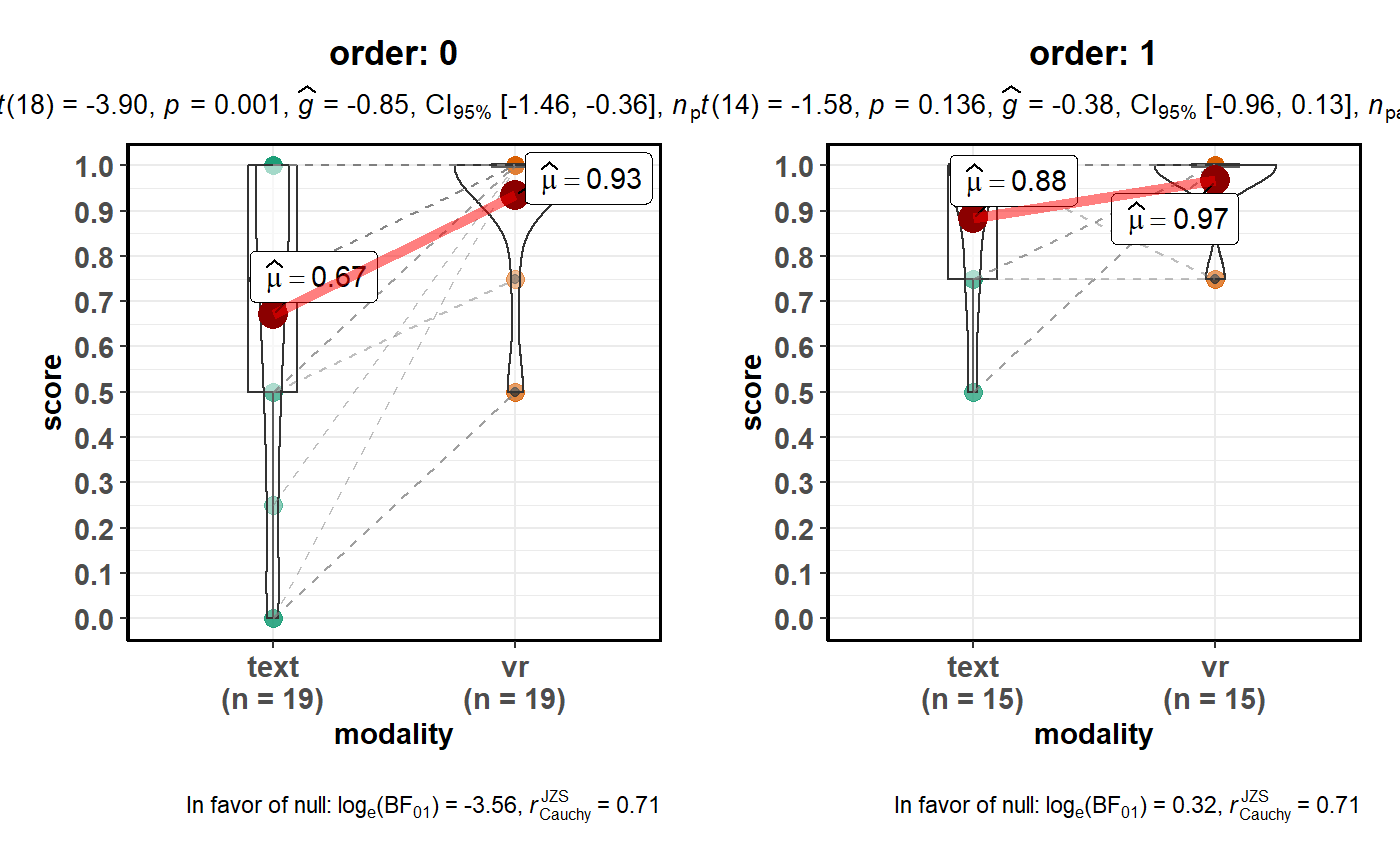 order: 0
t(18) = -3.90, p = 0.001, ĝ = -0.85, CI95% [-1.46, -0.36], np
1.0
0.9
0.8
0.7
0.6
0.5
0.4
0.3
0.2
0.1
0.0
score
μ̂ = 0.93
μ̂ = 0.67
text
(n = 19)
vr
(n = 19)
modality
In favor of null: loge(BF01) = -3.56, rJZSCauchy = 0.71
order: 1
t(14) = -1.58, p = 0.136, ĝ = -0.38, CI95% [-0.96, 0.13], npa
1.0
0.9
0.8
0.7
0.6
0.5
0.4
0.3
0.2
0.1
0.0
score
μ̂ = 0.88
μ̂ = 0.97
text
(n = 15)
vr
(n = 15)
modality
In favor of null: loge(BF01) = 0.32, rJZSCauchy = 0.71